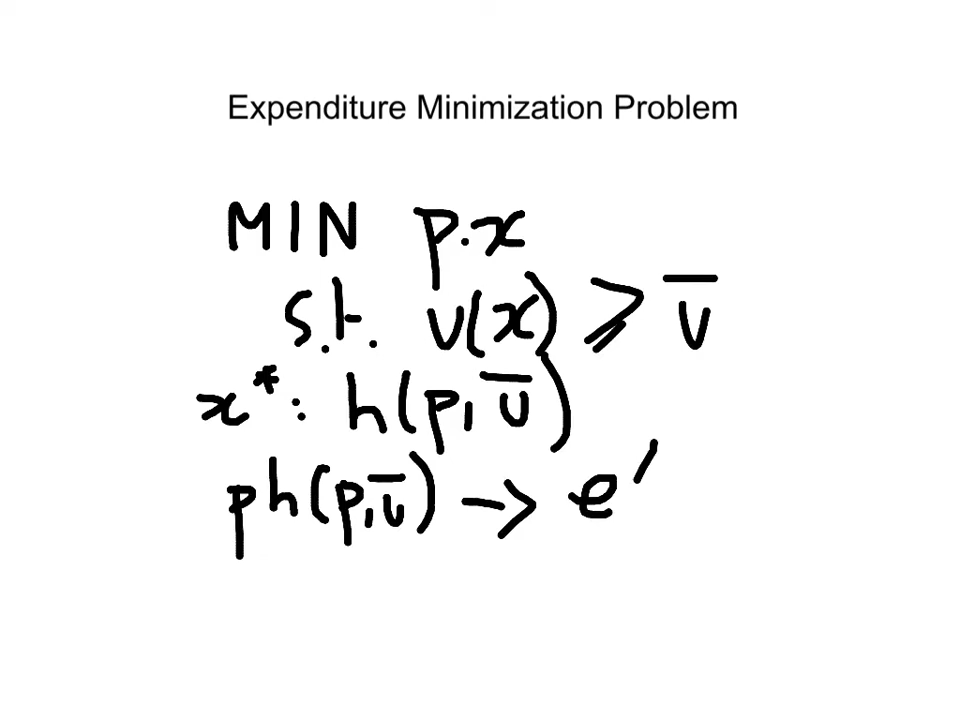 Expenditure Minimization Problem
MIN p.x
s.t. u(x) ⩾ u̅
x*: h(p, u̅)
ph(p, u̅) → e'